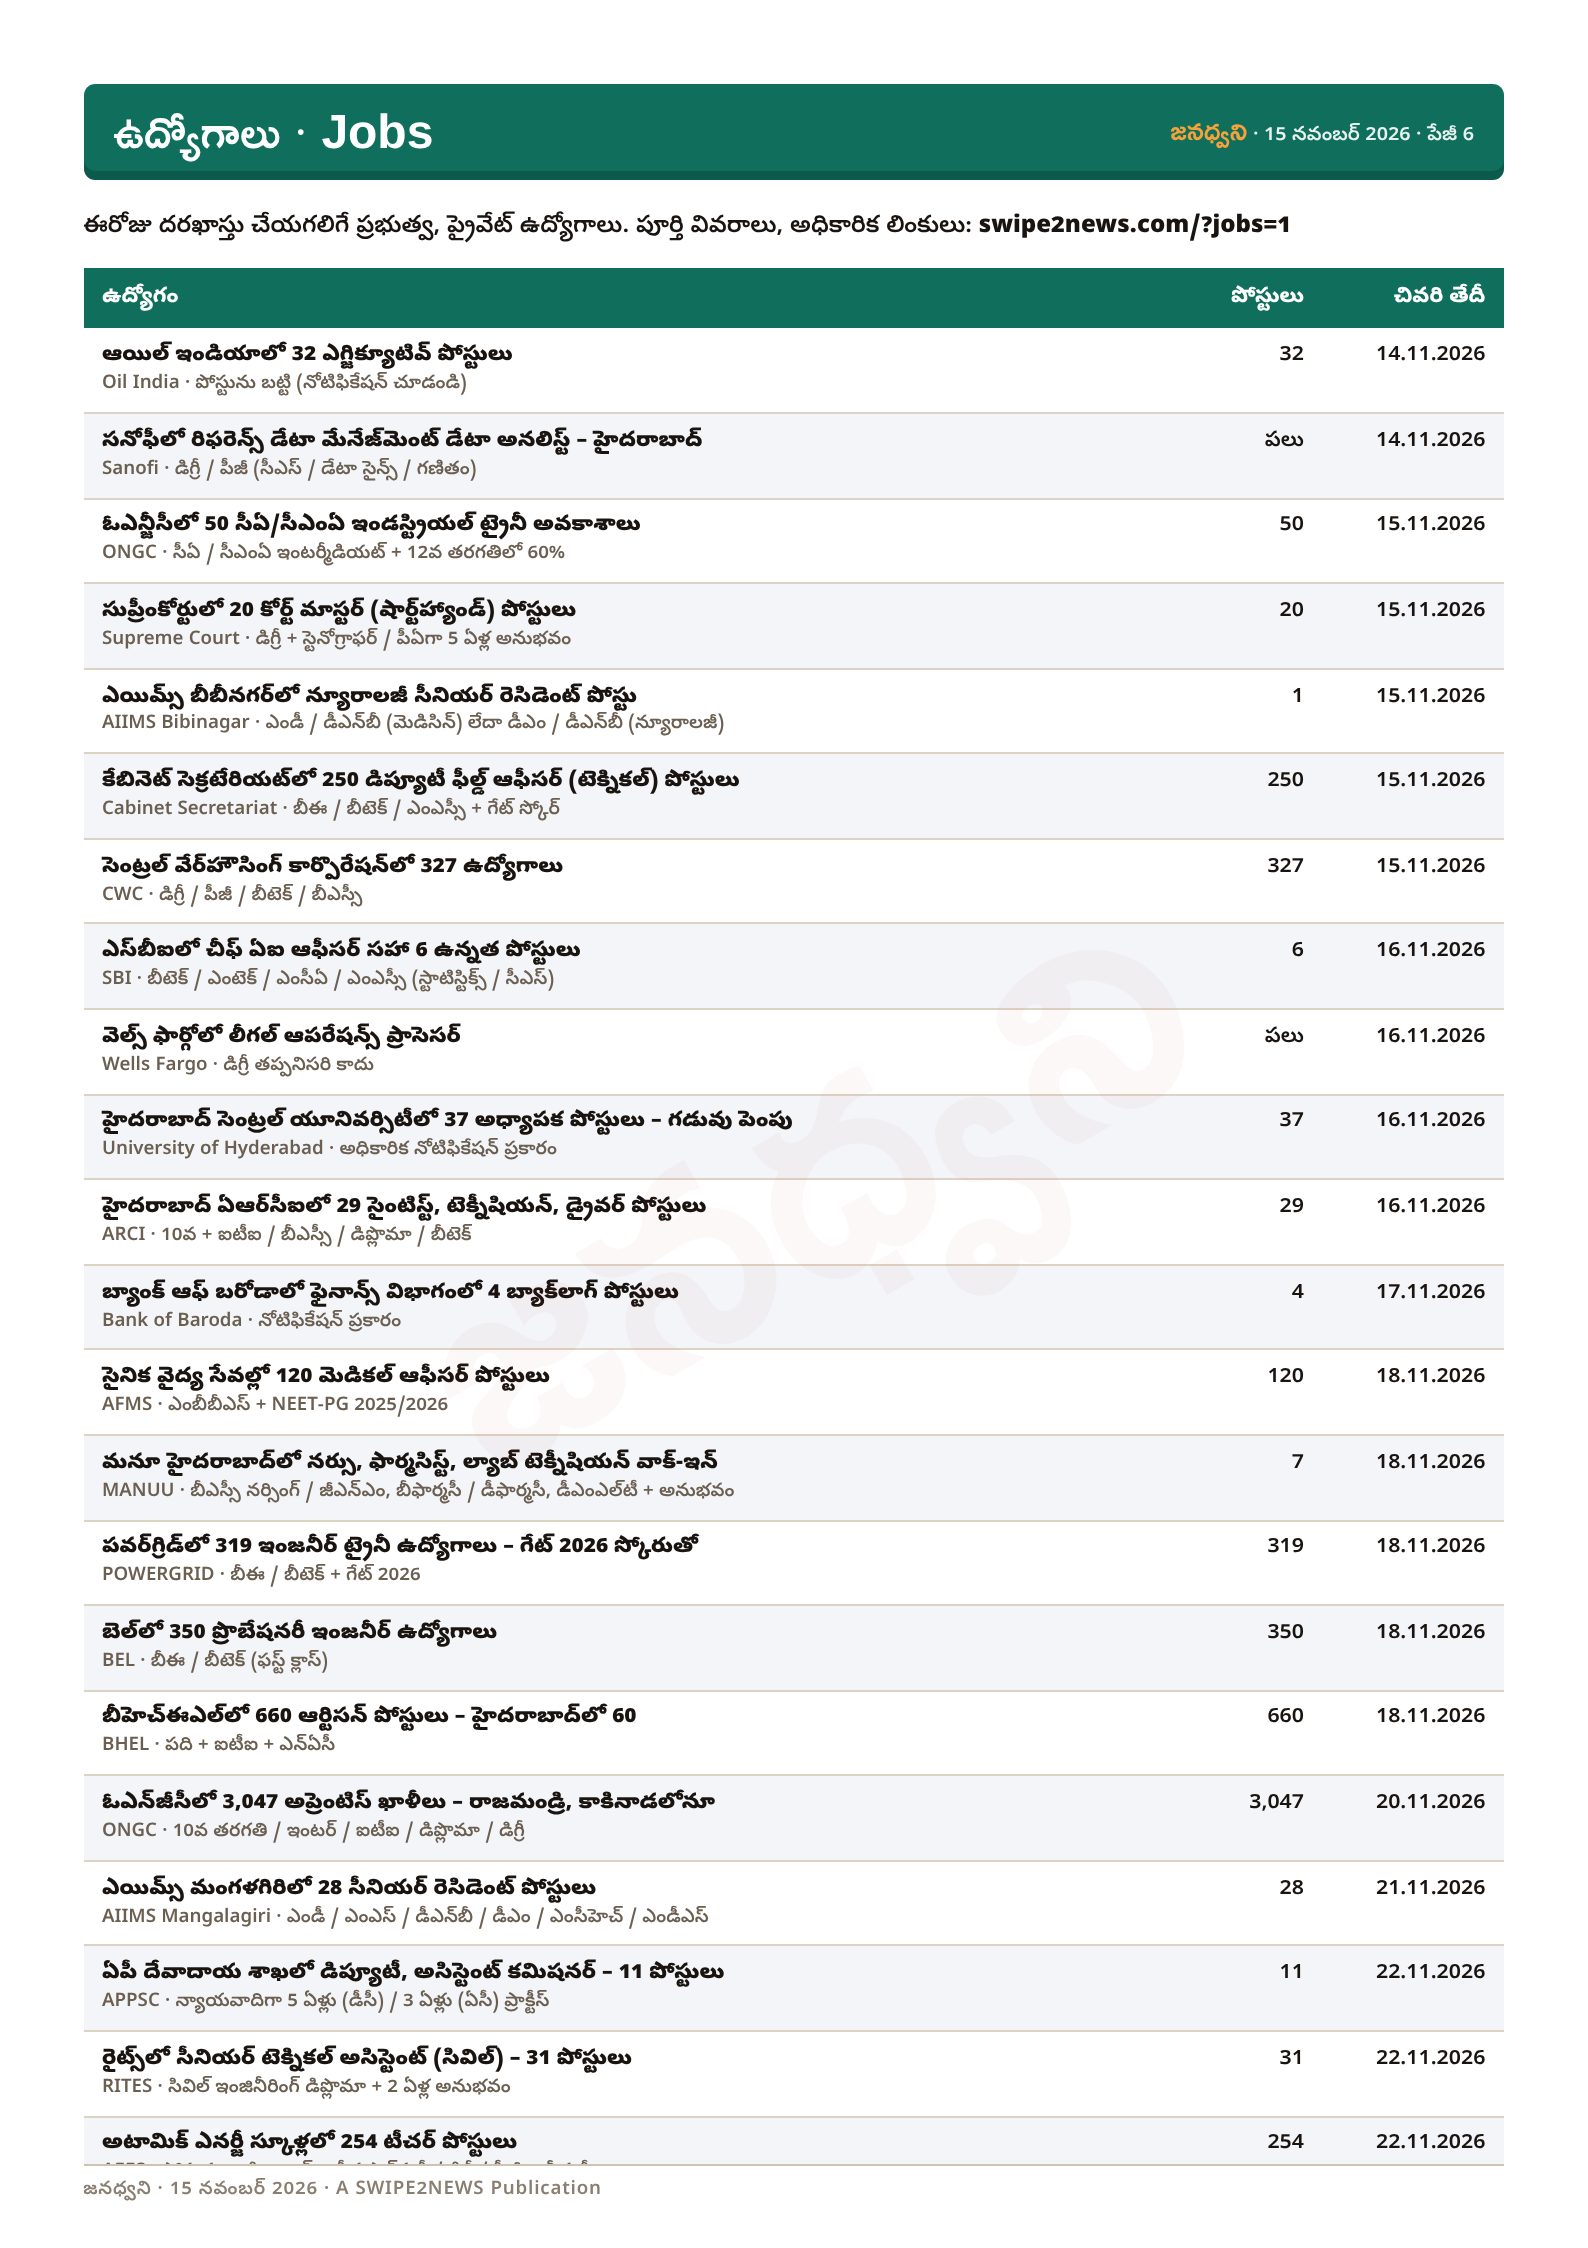 ఉద్యోగాలు · Jobs
జనధ్వని · 15 నవంబర్ 2026 · పేజీ 6
ఈరోజు దరఖాస్తు చేయగలిగే ప్రభుత్వ, ప్రైవేట్ ఉద్యోగాలు. పూర్తి వివరాలు, అధికారిక లింకులు: swipe2news.com/?jobs=1
ఉద్యోగం పోస్టులు చివరి తేదీ
ఆయిల్ ఇండియాలో 32 ఎగ్జిక్యూటివ్ పోస్టులు 32 14.11.2026
Oil India · పోస్టును బట్టి (నోటిఫికేషన్ చూడండి)
సనోఫీలో రిఫరెన్స్ డేటా మేనేజ్‌మెంట్ డేటా అనలిస్ట్ – హైదరాబాద్ పలు 14.11.2026
Sanofi · డిగ్రీ / పీజీ (సీఎస్ / డేటా సైన్స్ / గణితం)
ఓఎన్జీసీలో 50 సీఏ/సీఎంఏ ఇండస్ట్రియల్ ట్రైనీ అవకాశాలు 50 15.11.2026
ONGC · సీఏ / సీఎంఏ ఇంటర్మీడియట్ + 12వ తరగతిలో 60%
సుప్రీంకోర్టులో 20 కోర్ట్ మాస్టర్ (షార్ట్‌హ్యాండ్) పోస్టులు 20 15.11.2026
Supreme Court · డిగ్రీ + స్టెనోగ్రాఫర్ / పీఏగా 5 ఏళ్ల అనుభవం
ఎయిమ్స్ బీబీనగర్‌లో న్యూరాలజీ సీనియర్ రెసిడెంట్ పోస్టు 1 15.11.2026
AIIMS Bibinagar · ఎండీ / డీఎన్‌బీ (మెడిసిన్) లేదా డీఎం / డీఎన్‌బీ (న్యూరాలజీ)
కేబినెట్ సెక్రటేరియట్‌లో 250 డిప్యూటీ ఫీల్డ్ ఆఫీసర్ (టెక్నికల్) పోస్టులు 250 15.11.2026
Cabinet Secretariat · బీఈ / బీటెక్ / ఎంఎస్సీ + గేట్ స్కోర్
సెంట్రల్ వేర్‌హౌసింగ్ కార్పొరేషన్‌లో 327 ఉద్యోగాలు 327 15.11.2026
CWC · డిగ్రీ / పీజీ / బీటెక్ / బీఎస్సీ
ఎస్‌బీఐలో చీఫ్ ఏఐ ఆఫీసర్ సహా 6 ఉన్నత పోస్టులు 6 16.11.2026
SBI · బీటెక్ / ఎంటెక్ / ఎంసీఏ / ఎంఎస్సీ (స్టాటిస్టిక్స్ / సీఎస్)
వెల్స్ ఫార్గోలో లీగల్ ఆపరేషన్స్ ప్రాసెసర్ పలు 16.11.2026
Wells Fargo · డిగ్రీ తప్పనిసరి కాదు
హైదరాబాద్ సెంట్రల్ యూనివర్సిటీలో 37 అధ్యాపక పోస్టులు – గడువు పెంపు 37 16.11.2026
University of Hyderabad · అధికారిక నోటిఫికేషన్ ప్రకారం
హైదరాబాద్ ఏఆర్‌సీఐలో 29 సైంటిస్ట్, టెక్నీషియన్, డ్రైవర్ పోస్టులు 29 16.11.2026
ARCI · 10వ + ఐటీఐ / బీఎస్సీ / డిప్లొమా / బీటెక్
బ్యాంక్ ఆఫ్ బరోడాలో ఫైనాన్స్ విభాగంలో 4 బ్యాక్‌లాగ్ పోస్టులు 4 17.11.2026
Bank of Baroda · నోటిఫికేషన్ ప్రకారం
సైనిక వైద్య సేవల్లో 120 మెడికల్ ఆఫీసర్ పోస్టులు 120 18.11.2026
AFMS · ఎంబీబీఎస్ + NEET-PG 2025/2026
మనూ హైదరాబాద్‌లో నర్సు, ఫార్మసిస్ట్, ల్యాబ్ టెక్నీషియన్ వాక్-ఇన్ 7 18.11.2026
MANUU · బీఎస్సీ నర్సింగ్ / జీఎన్ఎం, బీఫార్మసీ / డీఫార్మసీ, డీఎంఎల్‌టీ + అనుభవం
పవర్‌గ్రిడ్‌లో 319 ఇంజనీర్ ట్రైనీ ఉద్యోగాలు – గేట్ 2026 స్కోరుతో 319 18.11.2026
POWERGRID · బీఈ / బీటెక్ + గేట్ 2026
బెల్‌లో 350 ప్రొబేషనరీ ఇంజనీర్ ఉద్యోగాలు 350 18.11.2026
BEL · బీఈ / బీటెక్ (ఫస్ట్ క్లాస్)
బీహెచ్ఈఎల్‌లో 660 ఆర్టిసన్ పోస్టులు – హైదరాబాద్‌లో 60 660 18.11.2026
BHEL · పది + ఐటీఐ + ఎన్ఏసీ
ఓఎన్‌జీసీలో 3,047 అప్రెంటిస్ ఖాళీలు – రాజమండ్రి, కాకినాడలోనూ 3,047 20.11.2026
ONGC · 10వ తరగతి / ఇంటర్ / ఐటీఐ / డిప్లొమా / డిగ్రీ
ఎయిమ్స్ మంగళగిరిలో 28 సీనియర్ రెసిడెంట్ పోస్టులు 28 21.11.2026
AIIMS Mangalagiri · ఎండీ / ఎంఎస్ / డీఎన్‌బీ / డీఎం / ఎంసీహెచ్ / ఎండీఎస్
ఏపీ దేవాదాయ శాఖలో డిప్యూటీ, అసిస్టెంట్ కమిషనర్ – 11 పోస్టులు 11 22.11.2026
APPSC · న్యాయవాదిగా 5 ఏళ్లు (డీసీ) / 3 ఏళ్లు (ఏసీ) ప్రాక్టీస్
రైట్స్‌లో సీనియర్ టెక్నికల్ అసిస్టెంట్ (సివిల్) – 31 పోస్టులు 31 22.11.2026
RITES · సివిల్ ఇంజినీరింగ్ డిప్లొమా + 2 ఏళ్ల అనుభవం
అటామిక్ ఎనర్జీ స్కూళ్లలో 254 టీచర్ పోస్టులు 254 22.11.2026
జనధ్వని · 15 నవంబర్ 2026 · A SWIPE2NEWS Publication
జనధ్వని